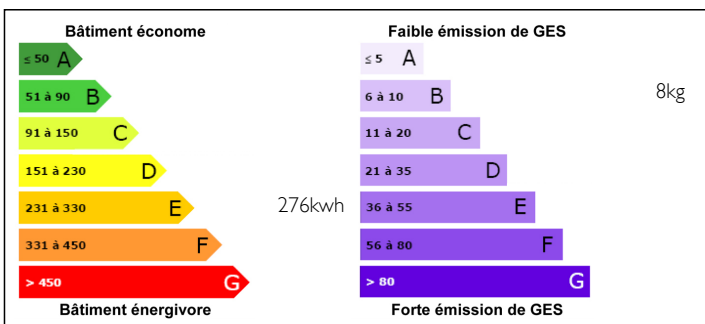 Bâtiment économe
≤ 50 A
51 à 90 B
91 à 150 C
151 à 230 D
231 à 330 E
276kwh
331 à 450 F
> 450 G
Bâtiment énergivore
Faible émission de GES
≤ 5 A
6 à 10 B
8kg
11 à 20 C
21 à 35 D
36 à 55 E
56 à 80 F
> 80 G
Forte émission de GES